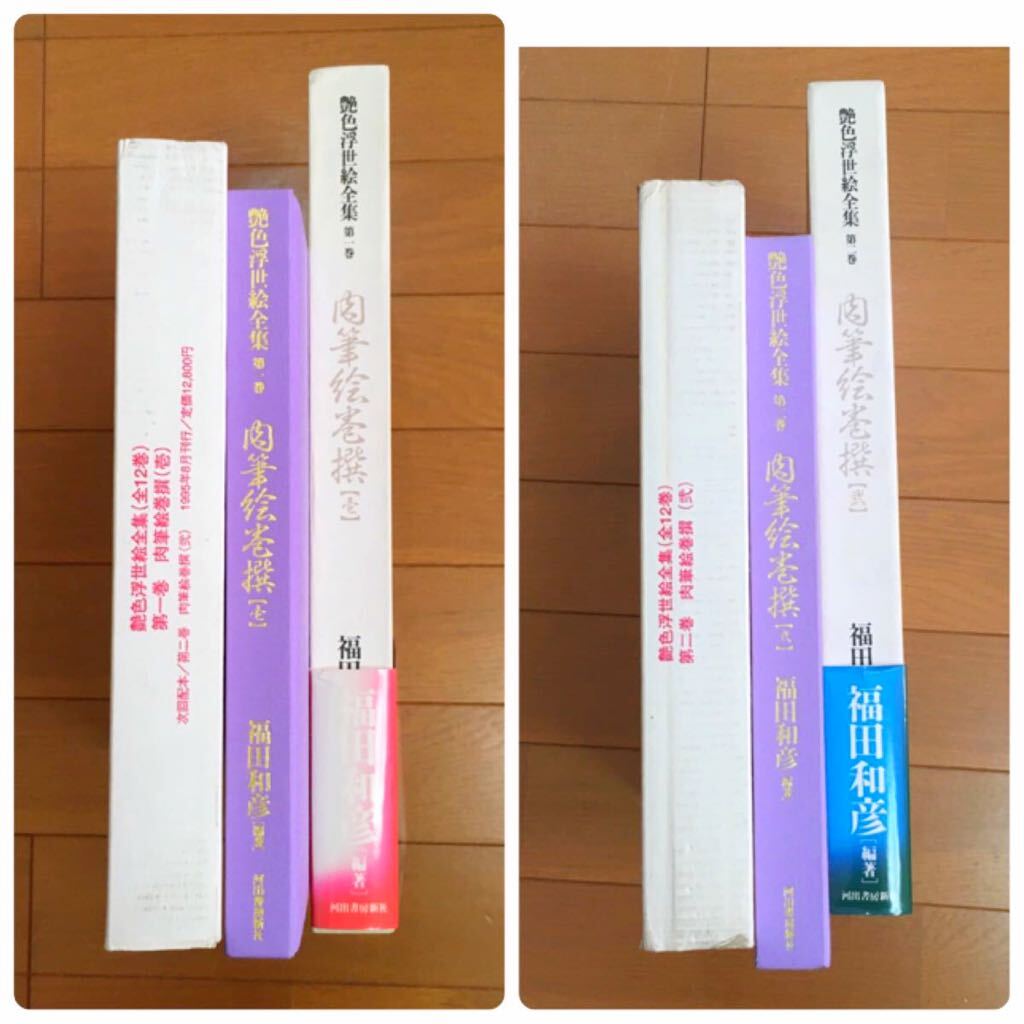 艶色浮世絵全集(全12巻)
第一巻　肉筆絵巻撰(壱)
次回配本／第二巻　肉筆絵巻撰(弐)　1995年8月刊行／定価12,800円
艶色浮世絵全集 第一巻
肉筆絵巻撰【壱】
福田和彦[編著]
河出書房新社
艶色浮世絵全集 第一巻
肉筆絵巻撰【壱】
福田
福田和彦[編著]
河出書房新社
艶色浮世絵全集(全12巻)
第二巻　肉筆絵巻撰(弐)
艶色浮世絵全集 第二巻
肉筆絵巻撰【弐】
福田和彦 編著
河出書房新社
艶色浮世絵全集 第二巻
肉筆絵巻撰【弐】
福田
福田和彦[編著]
河出書房新社